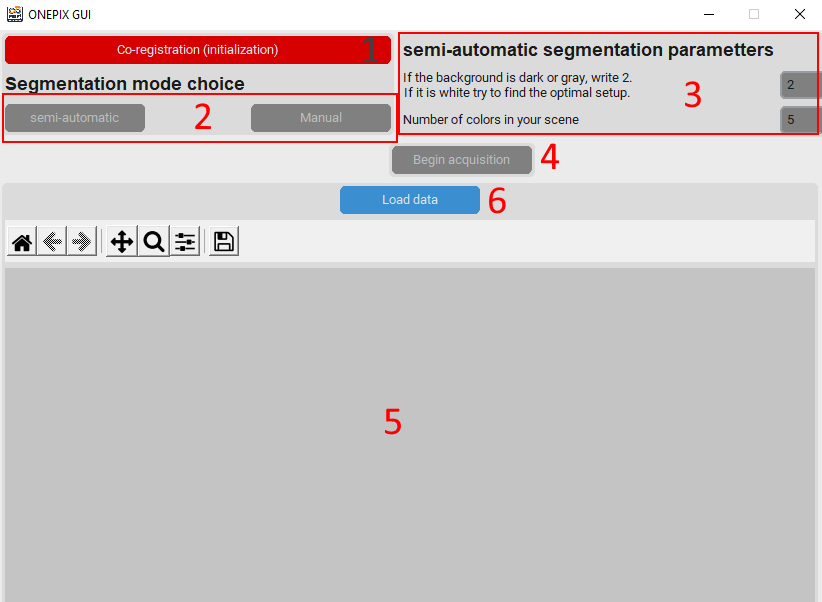 ONEPIX GUI
Co-registration (initialization)
1
Segmentation mode choice
semi-automatic
2
Manual
semi-automatic segmentation parametters
If the background is dark or gray, write 2.
If it is white try to find the optimal setup.
3
2
Number of colors in your scene
5
Begin acquisition
4
Load data
6
5